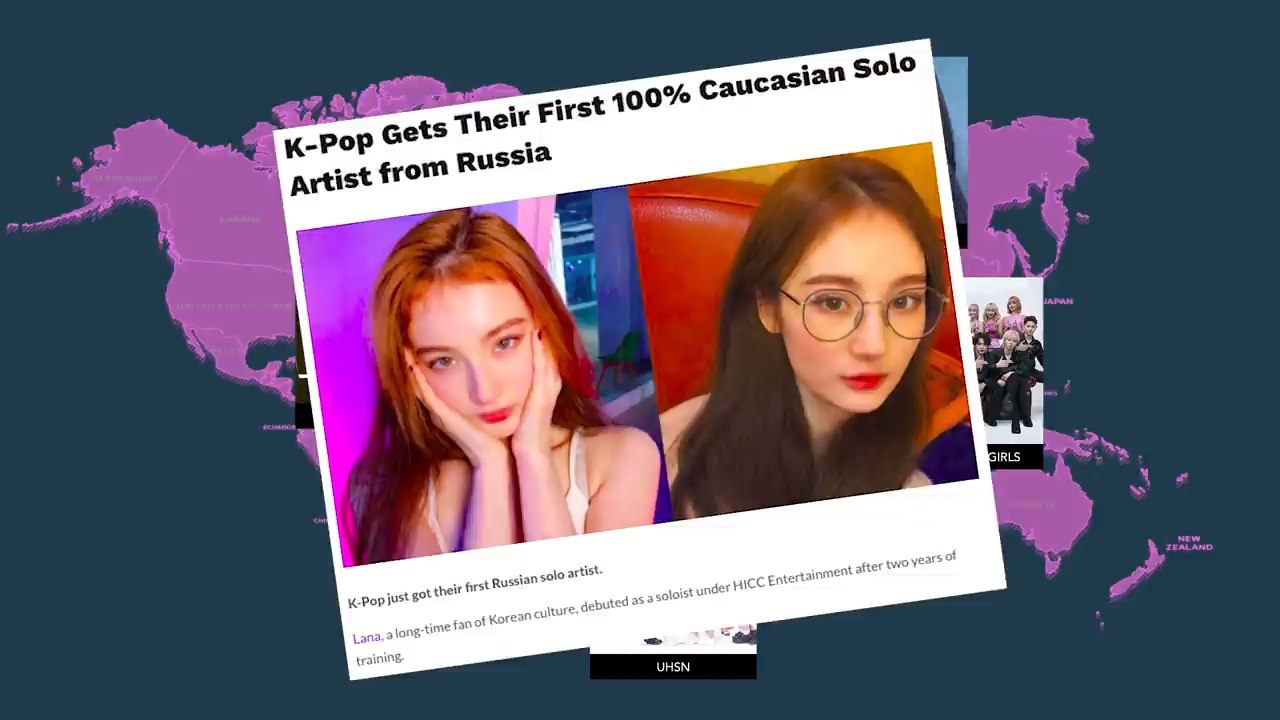 K-Pop Gets Their First 100% Caucasian Solo
Artist from Russia
K-Pop just got their first Russian solo artist.
Lana, a long-time fan of Korean culture, debuted as a soloist under HICC Entertainment after two years of
training.
JAPAN
GIRLS
NEW
ZEALAND
UHSN